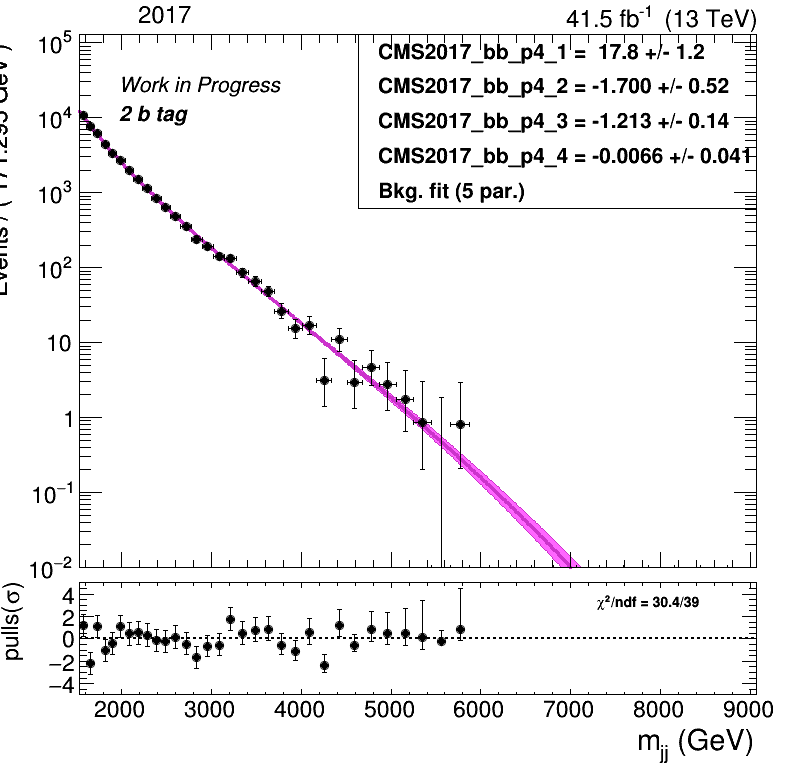 2017
41.5 fb⁻¹ (13 TeV)
CMS2017_bb_p4_1 = 17.8 +/- 1.2
CMS2017_bb_p4_2 = -1.700 +/- 0.52
CMS2017_bb_p4_3 = -1.213 +/- 0.14
CMS2017_bb_p4_4 = -0.0066 +/- 0.041
Bkg. fit (5 par.)
Work in Progress
2 b tag
10⁵
10⁴
10³
10²
10
1
10⁻¹
10⁻²
pulls(σ)
4
2
0
−2
−4
χ²/ndf = 30.4/39
2000 3000 4000 5000 6000 7000 8000 9000
m_jj (GeV)